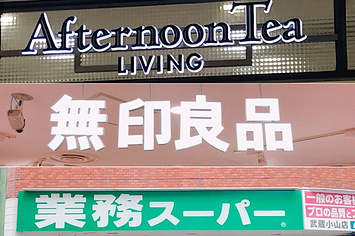 Afternoon Tea
LIVING
無印良品
業務スーパー
一般のお客
プロの品質と
武蔵小山店